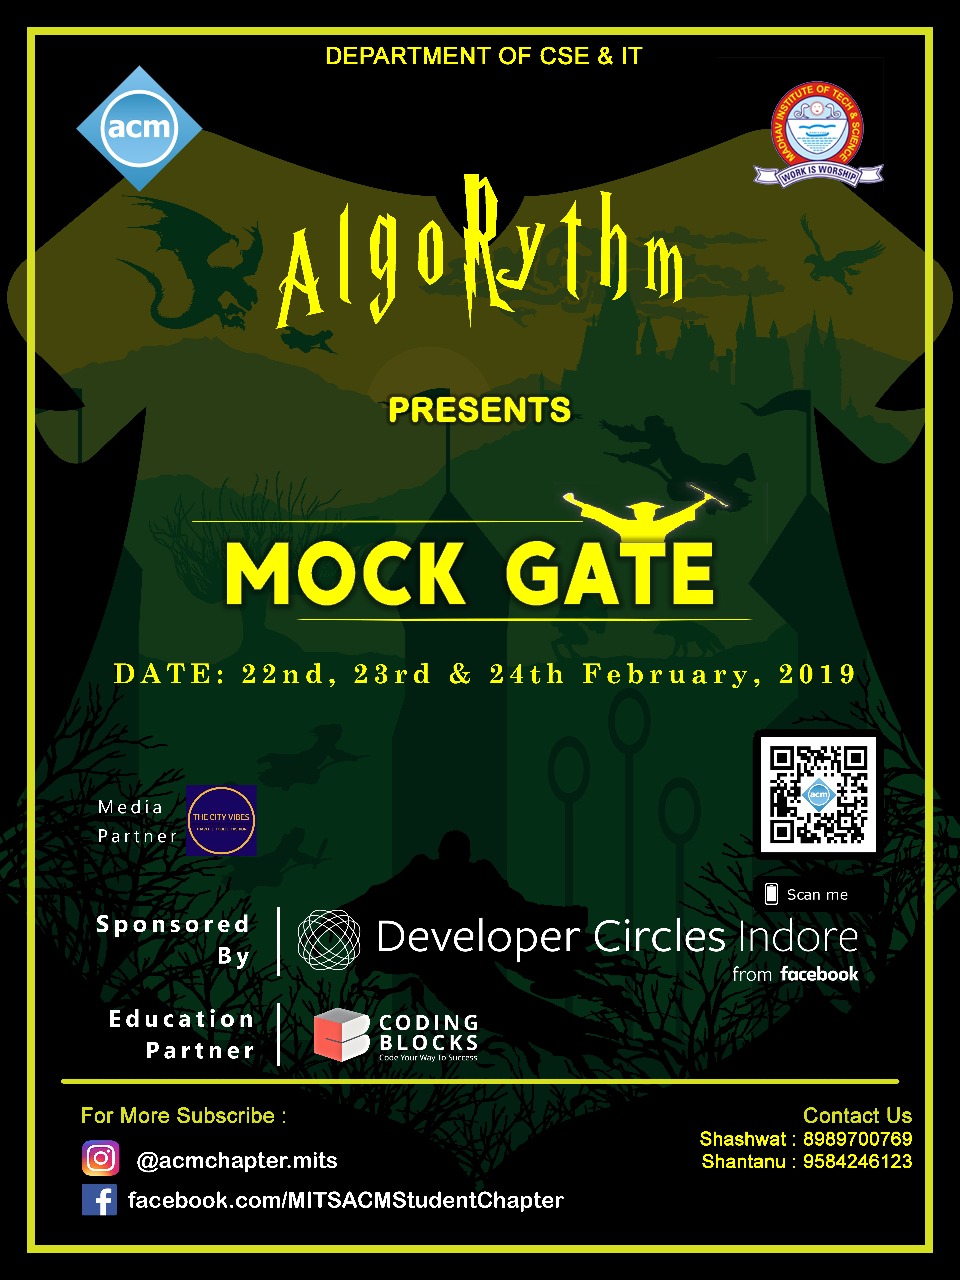 DEPARTMENT OF CSE & IT
acm
MADHAV INSTITUTE OF TECH & SCIENCE
WORK IS WORSHIP
AlgoRythm
PRESENTS
MOCK GATE
DATE: 22nd, 23rd & 24th February, 2019
Media
Partner
THE CITY VIBES
acm
Scan me
Sponsored
By
Developer Circles Indore
from facebook
Education
Partner
CODING
BLOCKS
Code Your Way To Success
For More Subscribe :
@acmchapter.mits
facebook.com/MITSACMStudentChapter
Contact Us
Shashwat : 8989700769
Shantanu : 9584246123